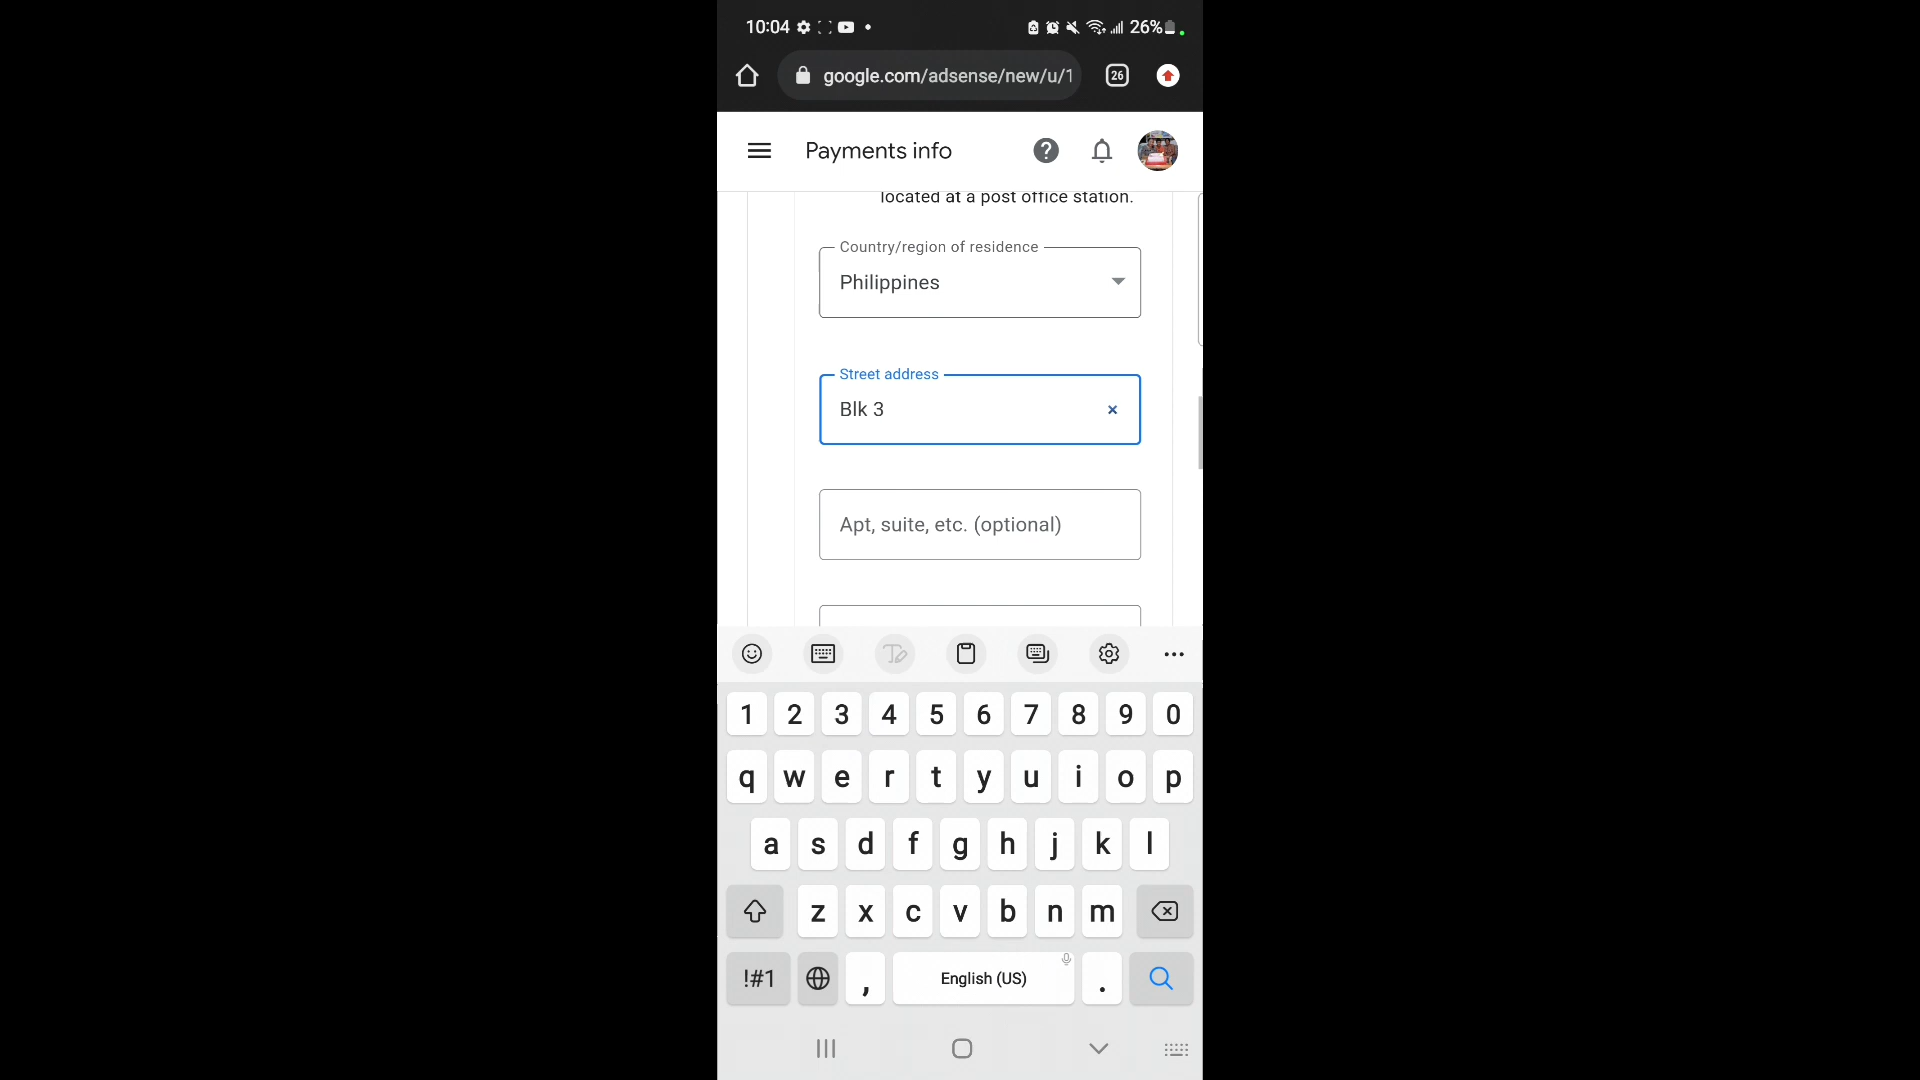 10:04
26%
google.com/adsense/new/u/1
26
Payments info
located at a post office station.
Country/region of residence
Philippines
Street address
Blk 3
Apt, suite, etc. (optional)
1 2 3 4 5 6 7 8 9 0
q w e r t y u i o p
a s d f g h j k l
z x c v b n m
!#1 , English (US) .